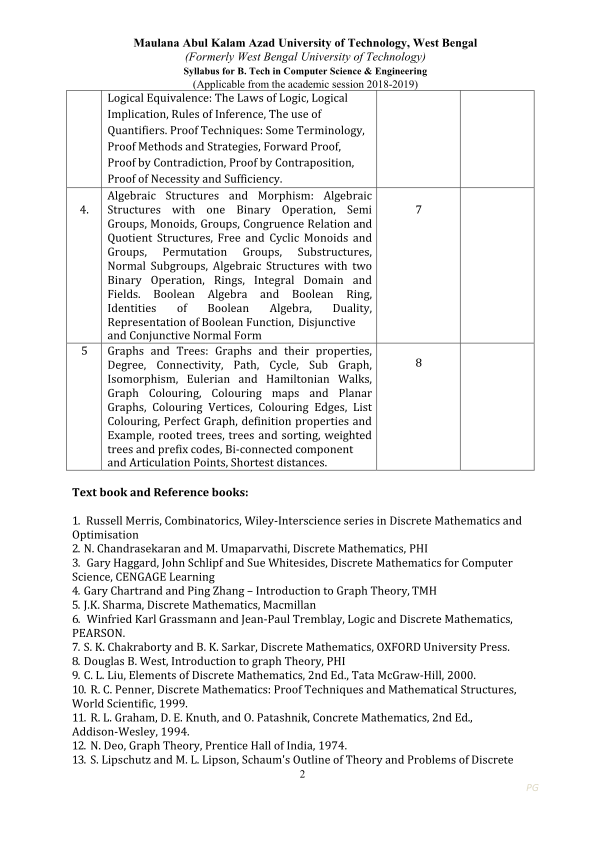 Maulana Abul Kalam Azad University of Technology, West Bengal
(Formerly West Bengal University of Technology)
Syllabus for B. Tech in Computer Science & Engineering
(Applicable from the academic session 2018-2019)
Logical Equivalence: The Laws of Logic, Logical
Implication, Rules of Inference, The use of
Quantifiers. Proof Techniques: Some Terminology,
Proof Methods and Strategies, Forward Proof,
Proof by Contradiction, Proof by Contraposition,
Proof of Necessity and Sufficiency.
Algebraic Structures and Morphism: Algebraic
4. Structures with one Binary Operation, Semi 7
Groups, Monoids, Groups, Congruence Relation and
Quotient Structures, Free and Cyclic Monoids and
Groups, Permutation Groups, Substructures,
Normal Subgroups, Algebraic Structures with two
Binary Operation, Rings, Integral Domain and
Fields. Boolean Algebra and Boolean Ring,
Identities of Boolean Algebra, Duality,
Representation of Boolean Function, Disjunctive
and Conjunctive Normal Form
5 Graphs and Trees: Graphs and their properties,
Degree, Connectivity, Path, Cycle, Sub Graph, 8
Isomorphism, Eulerian and Hamiltonian Walks,
Graph Colouring, Colouring maps and Planar
Graphs, Colouring Vertices, Colouring Edges, List
Colouring, Perfect Graph, definition properties and
Example, rooted trees, trees and sorting, weighted
trees and prefix codes, Bi-connected component
and Articulation Points, Shortest distances.
Text book and Reference books:
1. Russell Merris, Combinatorics, Wiley-Interscience series in Discrete Mathematics and
Optimisation
2. N. Chandrasekaran and M. Umaparvathi, Discrete Mathematics, PHI
3. Gary Haggard, John Schlipf and Sue Whitesides, Discrete Mathematics for Computer
Science, CENGAGE Learning
4. Gary Chartrand and Ping Zhang – Introduction to Graph Theory, TMH
5. J.K. Sharma, Discrete Mathematics, Macmillan
6. Winfried Karl Grassmann and Jean-Paul Tremblay, Logic and Discrete Mathematics,
PEARSON.
7. S. K. Chakraborty and B. K. Sarkar, Discrete Mathematics, OXFORD University Press.
8. Douglas B. West, Introduction to graph Theory, PHI
9. C. L. Liu, Elements of Discrete Mathematics, 2nd Ed., Tata McGraw-Hill, 2000.
10. R. C. Penner, Discrete Mathematics: Proof Techniques and Mathematical Structures,
World Scientific, 1999.
11. R. L. Graham, D. E. Knuth, and O. Patashnik, Concrete Mathematics, 2nd Ed.,
Addison-Wesley, 1994.
12. N. Deo, Graph Theory, Prentice Hall of India, 1974.
13. S. Lipschutz and M. L. Lipson, Schaum's Outline of Theory and Problems of Discrete
2
PG